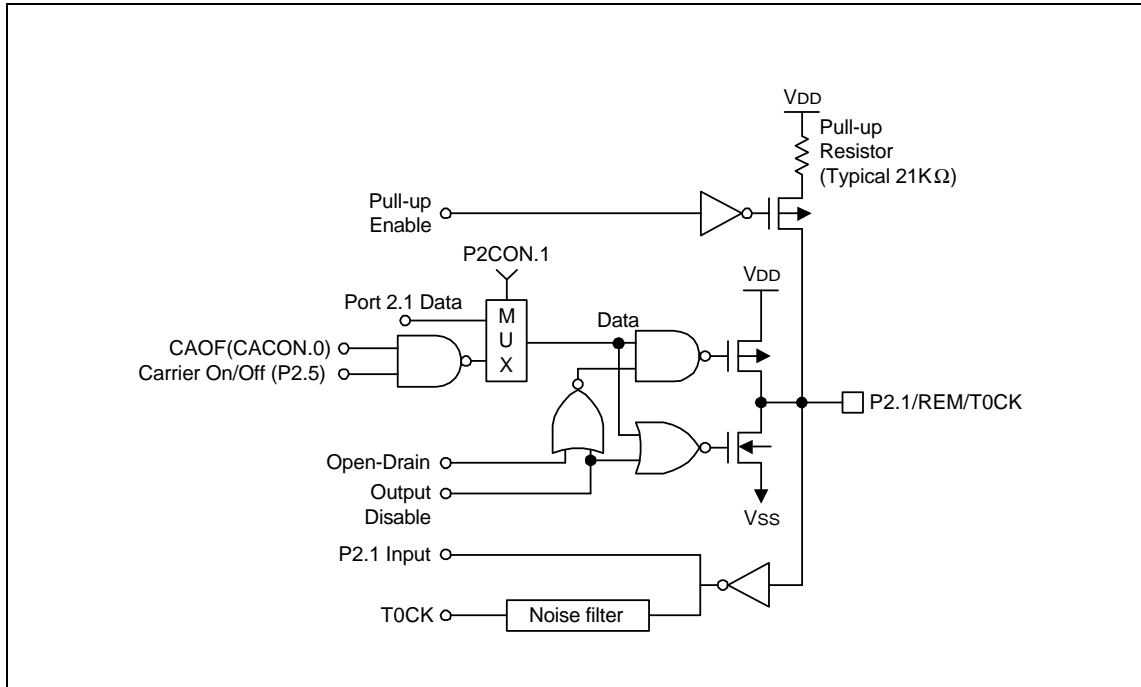 VDD
Pull-up
Resistor
(Typical 21KΩ)
Pull-up
Enable
P2CON.1
VDD
Port 2.1 Data
M
U
X
Data
CAOF(CACON.0)
Carrier On/Off (P2.5)
P2.1/REM/T0CK
Open-Drain
Output
Disable
VSS
P2.1 Input
T0CK
Noise filter